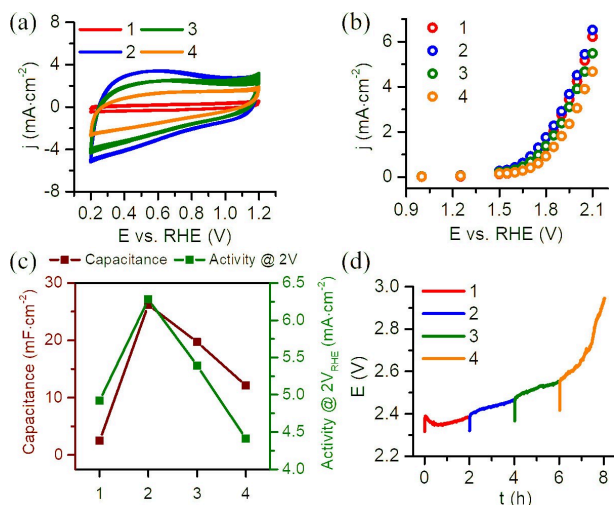 (a)
1
3
2
4
j (mA·cm⁻²)
8
4
0
-4
-8
0.2 0.4 0.6 0.8 1.0 1.2
E vs. RHE (V)
(b)
1
2
3
4
j (mA·cm⁻²)
6
4
2
0
0.9 1.2 1.5 1.8 2.1
E vs. RHE (V)
(c)
Capacitance
Activity @ 2V
Capacitance (mF·cm⁻²)
30
20
10
0
1 2 3 4
6.5
6.0
5.5
5.0
4.5
4.0
Activity @ 2V_RHE (mA·cm⁻²)
(d)
1
2
3
4
E (V)
3.0
2.8
2.6
2.4
2.2
0 2 4 6 8
t (h)